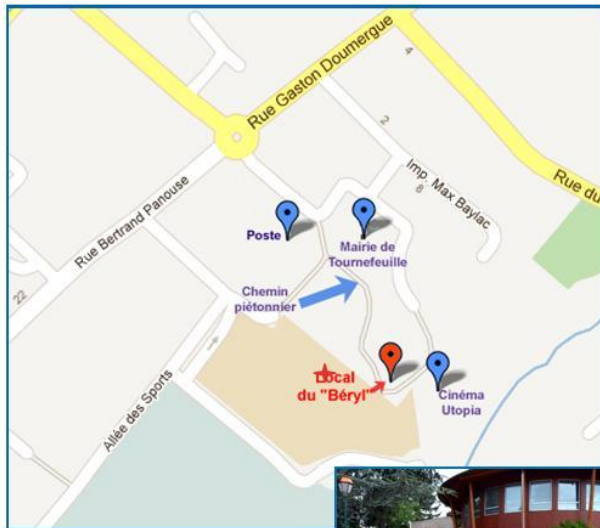 Rue Gaston Doumergue
4
2
Imp. Max Baylac
8
Rue du
Rue Bertrand Panouse
Poste
Mairie de
Tournefeuille
Chemin
piétonnier
22
Local
du "Béryl"
Cinéma
Utopia
Allée des Sports